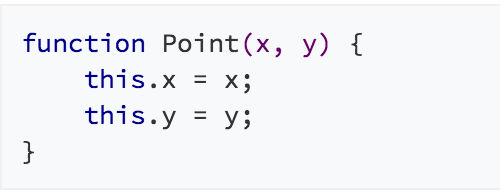 function Point(x, y) {
    this.x = x;
    this.y = y;
}